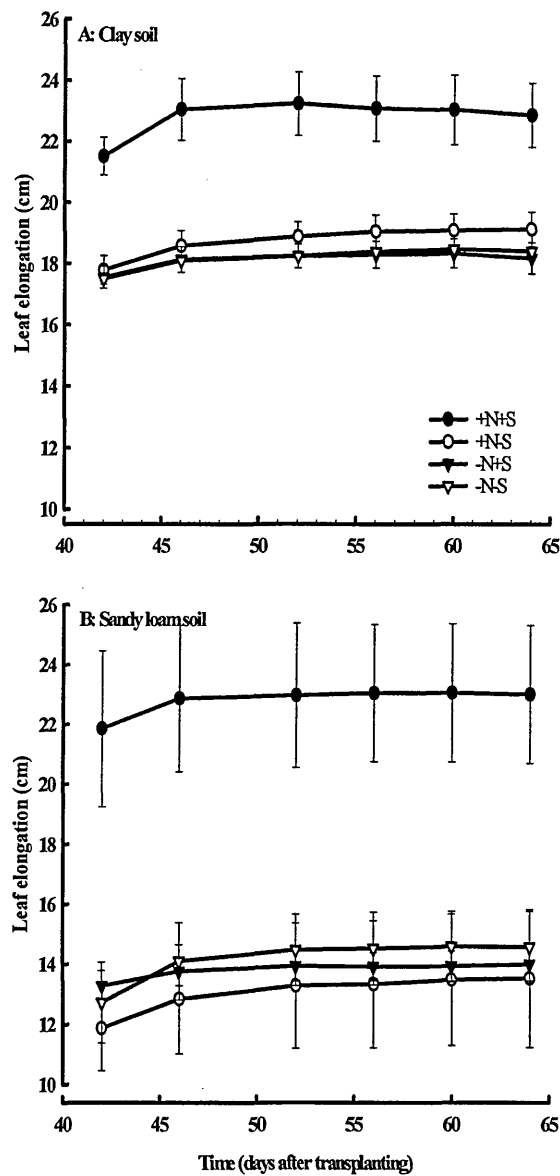 A: Clay soil
26
24
22
20
18
16
14
12
10
Leaf elongation (cm)
+N+S
+N-S
-N+S
-N-S
40 45 50 55 60 65
B: Sandy loam soil
26
24
22
20
18
16
14
12
10
Leaf elongation (cm)
40 45 50 55 60 65
Time (days after transplanting)